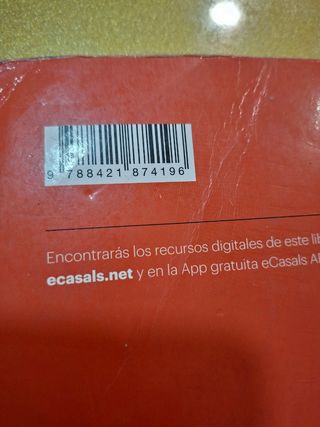 9 788421 874196
Encontrarás los recursos digitales de este
ecasals.net y en la App gratuita eCasals